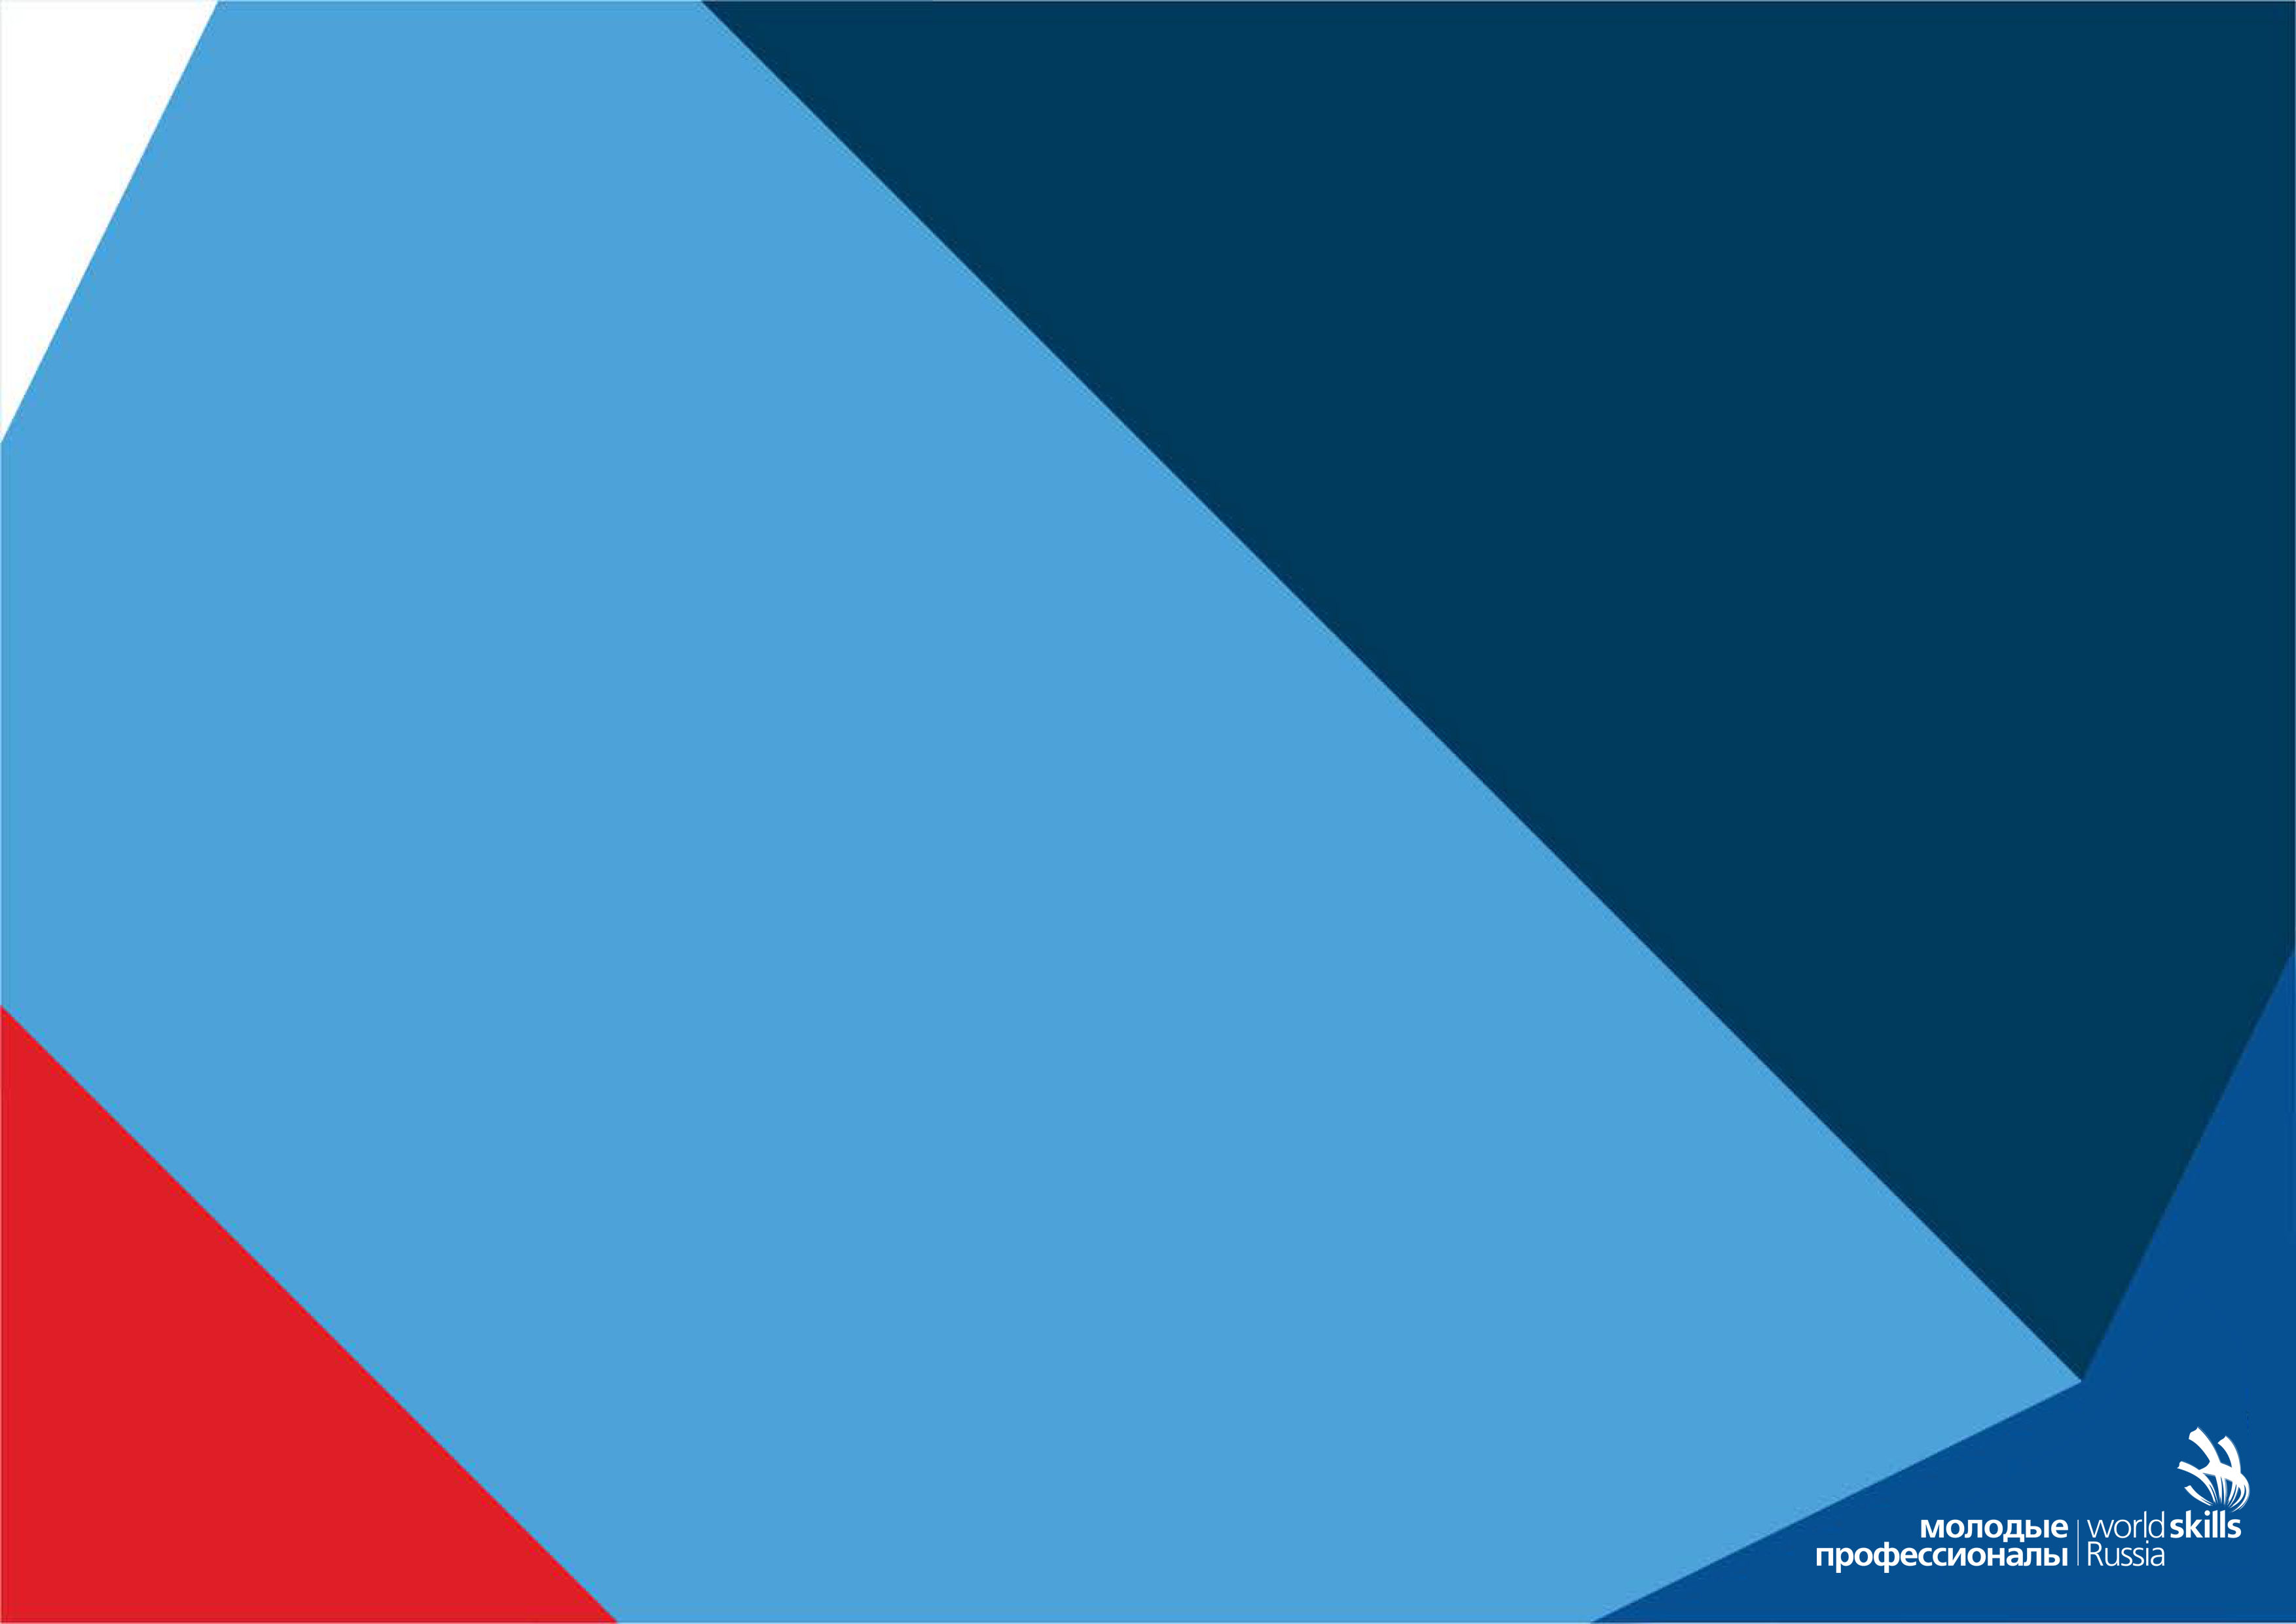 молодые
профессионалы
world skills
Russia